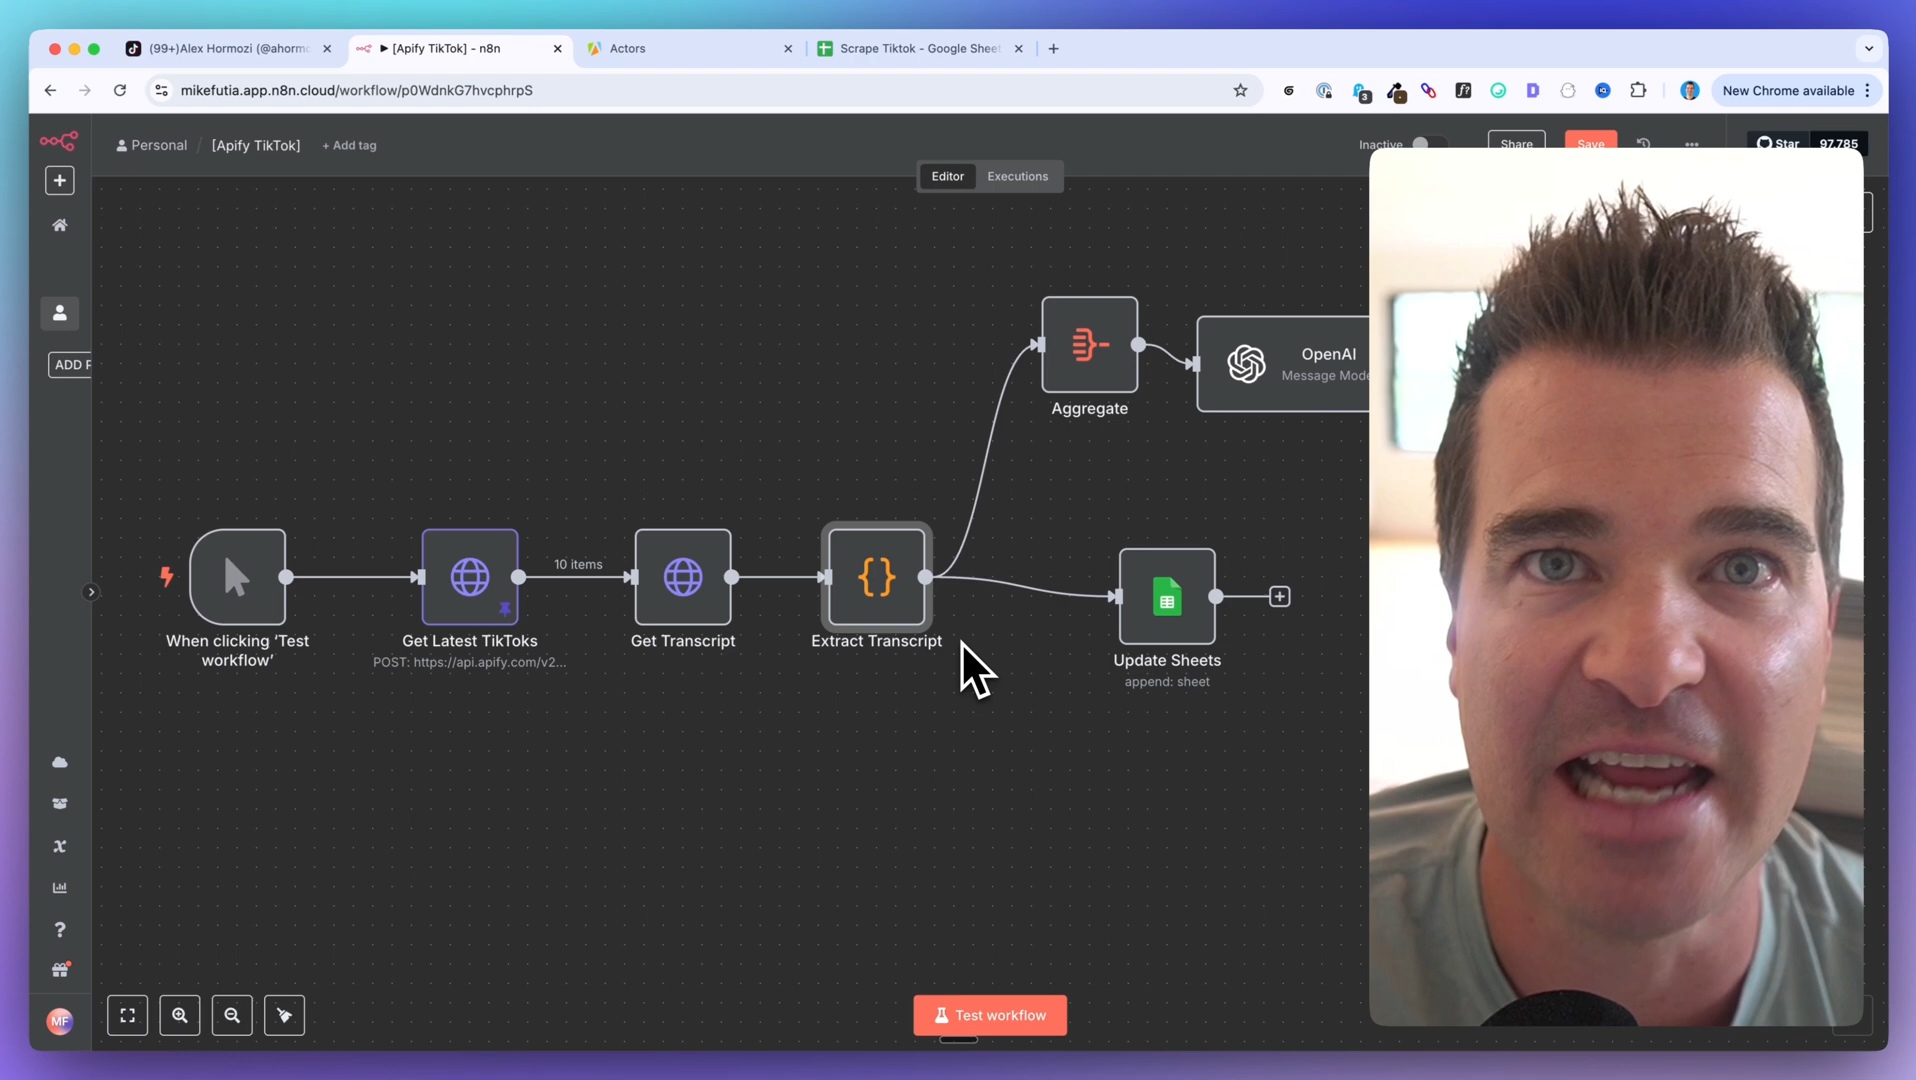 (99+)Alex Hormozi (@ahormo
[Apify TikTok] - n8n
Actors
Scrape Tiktok - Google Sheet
mikefutia.app.n8n.cloud/workflow/p0WdnkG7hvcphrpS
3
New Chrome available
Personal
[Apify TikTok]
+ Add tag
Inactive
Share
Save
Star
97,785
Editor
Executions
ADD P
Aggregate
OpenAI
Message Mode
10 items
When clicking ‘Test
workflow’
Get Latest TikToks
POST: https://api.apify.com/v2...
Get Transcript
Extract Transcript
Update Sheets
append: sheet
MF
Test workflow